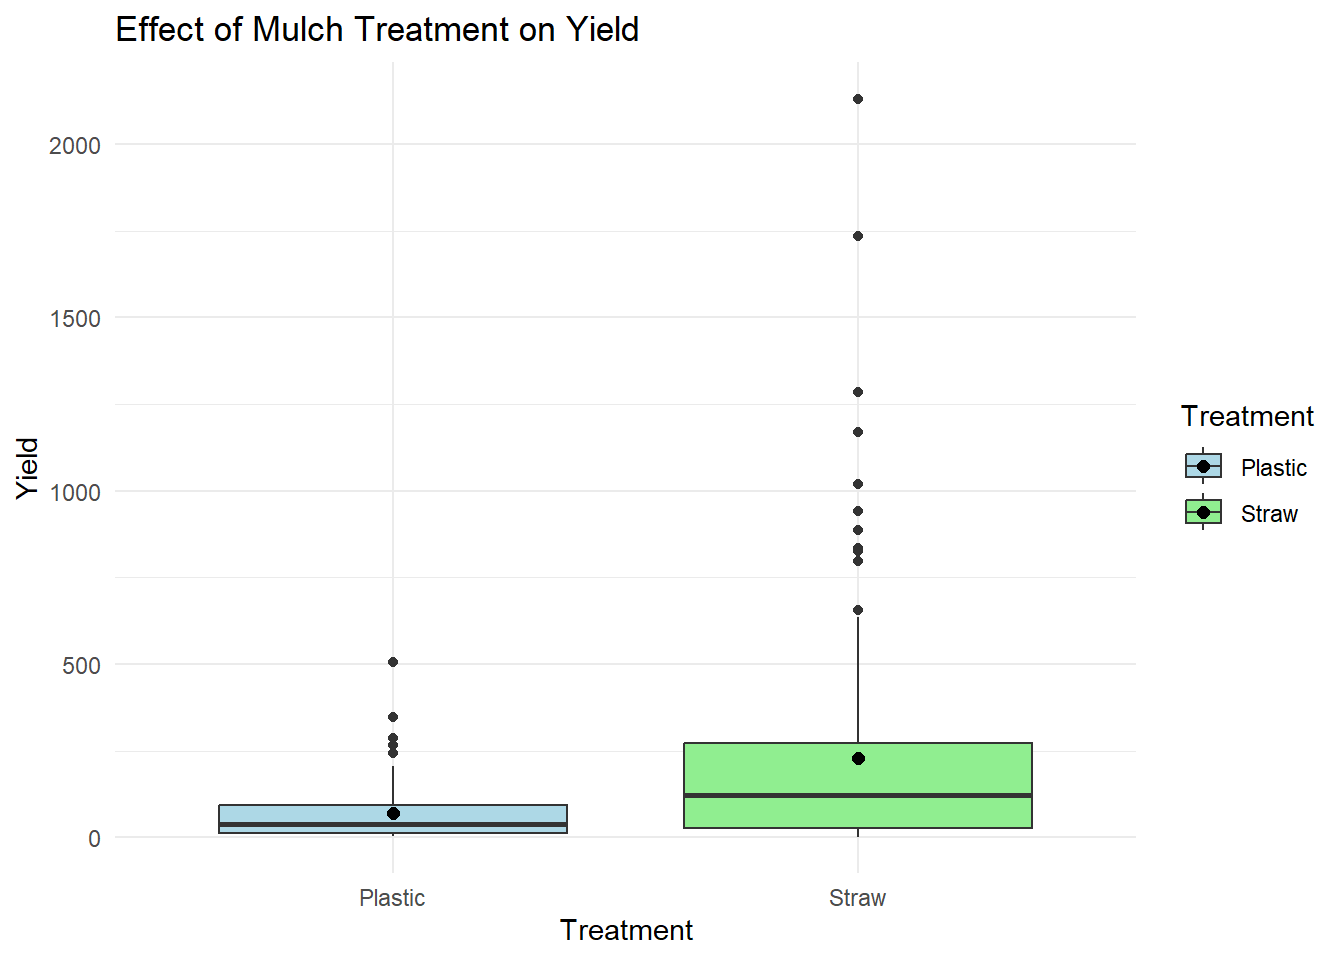 Effect of Mulch Treatment on Yield
2000
1500
1000
500
0
Yield
Plastic
Straw
Treatment
Treatment
Plastic
Straw